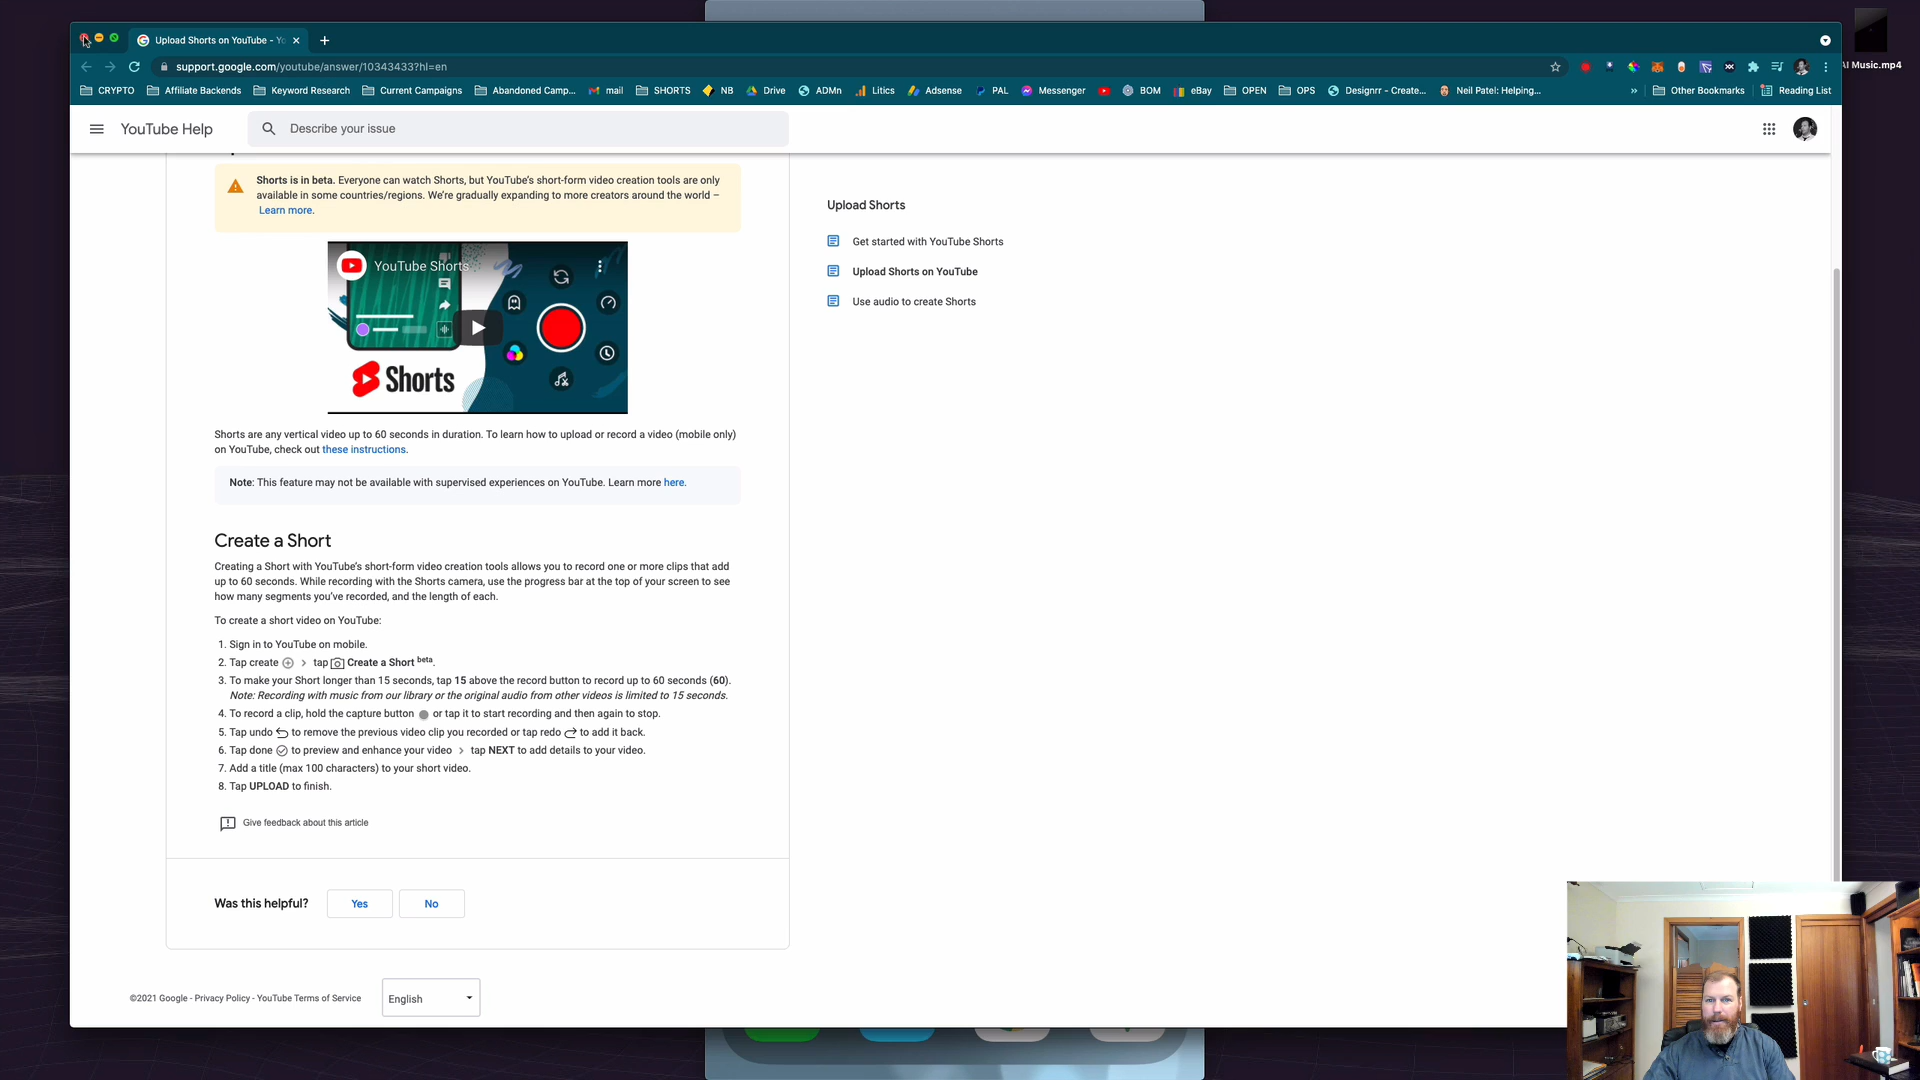 Upload Shorts on YouTube - Yo
support.google.com/youtube/answer/10343433?hl=en
AI Music.mp4
CRYPTO Affiliate Backends Keyword Research Current Campaigns Abandoned Camp... mail SHORTS NB Drive ADMn Litics Adsense PAL Messenger BOM eBay OPEN OPS Designrr - Create... Neil Patel: Helping... » Other Bookmarks Reading List
YouTube Help
Describe your issue
Shorts is in beta. Everyone can watch Shorts, but YouTube's short-form video creation tools are only
available in some countries/regions. We're gradually expanding to more creators around the world –
Learn more.
YouTube Shorts
Shorts
Shorts are any vertical video up to 60 seconds in duration. To learn how to upload or record a video (mobile only)
on YouTube, check out these instructions.
Note: This feature may not be available with supervised experiences on YouTube. Learn more here.
Create a Short
Creating a Short with YouTube's short-form video creation tools allows you to record one or more clips that add
up to 60 seconds. While recording with the Shorts camera, use the progress bar at the top of your screen to see
how many segments you've recorded, and the length of each.
To create a short video on YouTube:
1. Sign in to YouTube on mobile.
2. Tap create > tap Create a Short beta.
3. To make your Short longer than 15 seconds, tap 15 above the record button to record up to 60 seconds (60).
Note: Recording with music from our library or the original audio from other videos is limited to 15 seconds.
4. To record a clip, hold the capture button or tap it to start recording and then again to stop.
5. Tap undo to remove the previous video clip you recorded or tap redo to add it back.
6. Tap done to preview and enhance your video > tap NEXT to add details to your video.
7. Add a title (max 100 characters) to your short video.
8. Tap UPLOAD to finish.
Give feedback about this article
Was this helpful? Yes No
©2021 Google - Privacy Policy - YouTube Terms of Service
English
Upload Shorts
Get started with YouTube Shorts
Upload Shorts on YouTube
Use audio to create Shorts